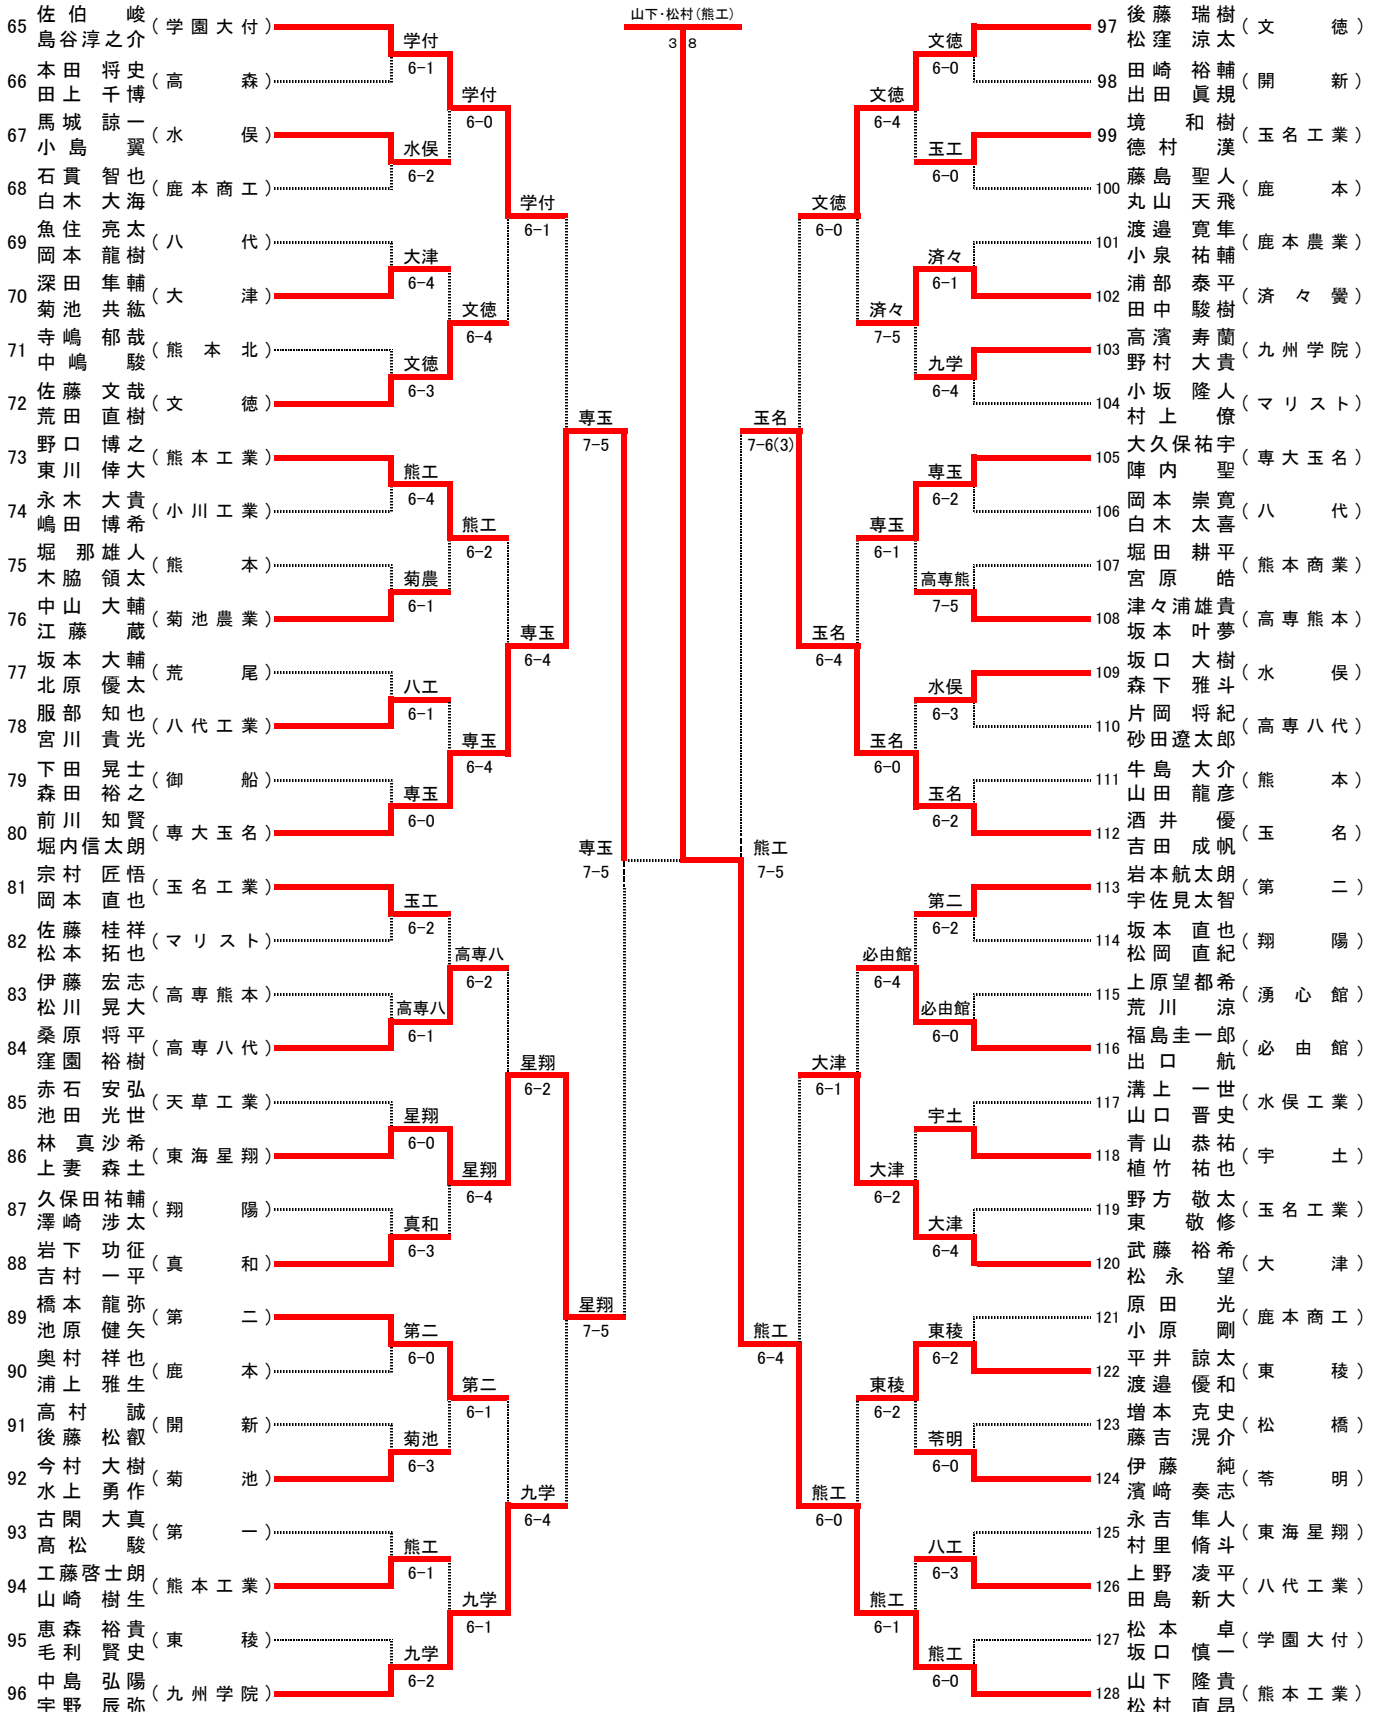 山下・松村(熊工)
3 8
65 佐伯 峻 島谷淳之介 (学園大付)
66 本田 将史 田上 千博 (高森)
67 馬城 諒一 小島 翼 (水俣)
68 石貫 智也 白木 大海 (鹿本商工)
69 魚住 亮太 岡本 龍樹 (八代)
70 深田 隼輔 菊池 共紘 (大津)
71 寺嶋 郁哉 中嶋 駿 (熊本北)
72 佐藤 文哉 荒田 直樹 (文徳)
73 野口 博之 東川 倖大 (熊本工業)
74 永木 大貴 嶋田 博希 (小川工業)
75 堀 那雄人 木脇 領太 (熊本)
76 中山 大輔 江藤 蔵 (菊池農業)
77 坂本 大輔 北原 優太 (荒尾)
78 服部 知也 宮川 貴光 (八代工業)
79 下田 晃士 森田 裕之 (御船)
80 前川 知賢 堀内信太朗 (専大玉名)
81 宗村 匠悟 岡本 直也 (玉名工業)
82 佐藤 桂祥 松本 拓也 (マリスト)
83 伊藤 宏志 松川 晃大 (高専熊本)
84 桑原 将平 窪園 裕樹 (高専八代)
85 赤石 安弘 池田 光世 (天草工業)
86 林 真沙希 上妻 森土 (東海星翔)
87 久保田祐輔 澤崎 渉太 (翔陽)
88 岩下 功征 吉村 一平 (真和)
89 橋本 龍弥 池原 健矢 (第二)
90 奥村 祥也 浦上 雅生 (鹿本)
91 高村 誠 後藤 松叡 (開新)
92 今村 大樹 水上 勇作 (菊池)
93 古閑 大真 髙松 駿 (第一)
94 工藤啓士朗 山崎 樹生 (熊本工業)
95 恵森 裕貴 毛利 賢史 (東稜)
96 中島 弘陽 宇野 辰弥 (九州学院)
学付 6-1
水俣 6-2
大津 6-4
文徳 6-3
熊工 6-4
菊農 6-1
八工 6-1
専玉 6-0
玉工 6-2
高専八 6-1
星翔 6-0
真和 6-3
第二 6-0
菊池 6-3
熊工 6-1
九学 6-2
学付 6-0
文徳 6-4
熊工 6-2
専玉 6-4
高専八 6-2
星翔 6-4
第二 6-1
九学 6-1
学付 6-1
専玉 6-4
星翔 6-2
九学 6-4
専玉 7-5
星翔 7-5
専玉 7-5
熊工 7-5
玉名 7-6(3)
熊工 6-4
文徳 6-0
玉名 6-4
大津 6-1
熊工 6-0
文徳 6-4
済々 7-5
専玉 6-1
玉名 6-0
必由館 6-4
大津 6-2
東稜 6-2
熊工 6-1
文徳 6-0
玉工 6-0
済々 6-1
九学 6-4
専玉 6-2
高専熊 7-5
水俣 6-3
玉名 6-2
第二 6-2
必由館 6-0
宇土
大津 6-4
東稜 6-2
苓明 6-0
八工 6-3
熊工 6-0
97 後藤 瑞樹 松窪 涼太 (文徳)
98 田崎 裕輔 出田 眞規 (開新)
99 境 和樹 德村 漢 (玉名工業)
100 藤島 聖人 丸山 天飛 (鹿本)
101 渡邉 寛隼 小泉 祐輔 (鹿本農業)
102 浦部 泰平 田中 駿樹 (済々黌)
103 高濱 寿蘭 野村 大貴 (九州学院)
104 小坂 隆人 村上 僚 (マリスト)
105 大久保祐宇 陣内 聖 (専大玉名)
106 岡本 崇寛 白木 太喜 (八代)
107 堀田 耕平 宮原 皓 (熊本商業)
108 津々浦雄貴 坂本 叶夢 (高専熊本)
109 坂口 大樹 森下 雅斗 (水俣)
110 片岡 将紀 砂田遼太郎 (高専八代)
111 牛島 大介 山田 龍彦 (熊本)
112 酒井 優 吉田 成帆 (玉名)
113 岩本航太朗 宇佐見太智 (第二)
114 坂本 直也 松岡 直紀 (翔陽)
115 上原望都希 荒川 涼 (湧心館)
116 福島圭一郎 出口 航 (必由館)
117 溝上 一世 山口 晋史 (水俣工業)
118 青山 恭祐 植竹 祐也 (宇土)
119 野方 敬太 東 敬修 (玉名工業)
120 武藤 裕希 松永 望 (大津)
121 原田 光 小原 剛 (鹿本商工)
122 平井 諒太 渡邉 優和 (東稜)
123 増本 克史 藤吉 滉介 (松橋)
124 伊藤 純 濱﨑 奏志 (苓明)
125 永吉 隼人 村里 脩斗 (東海星翔)
126 上野 凌平 田島 新大 (八代工業)
127 松本 卓 坂口 慎一 (学園大付)
128 山下 隆貴 松村 直昂 (熊本工業)